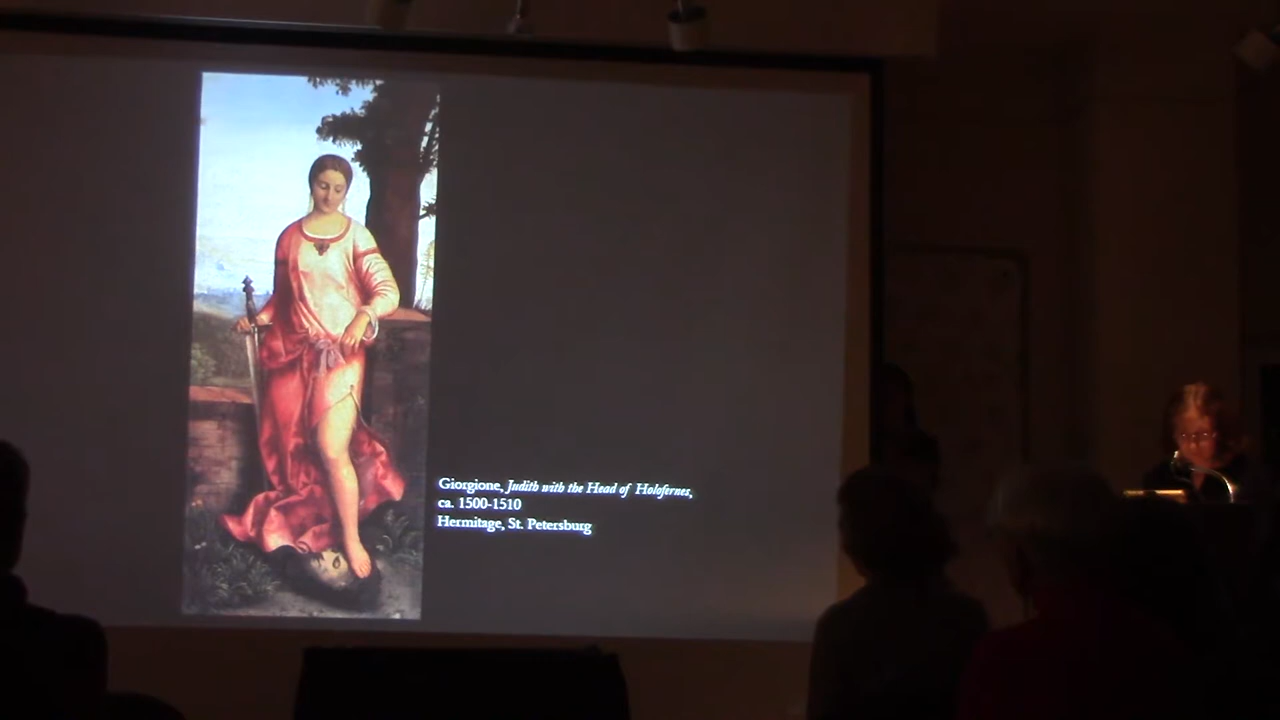 Giorgione, Judith with the Head of Holofernes,
ca. 1500-1510
Hermitage, St. Petersburg